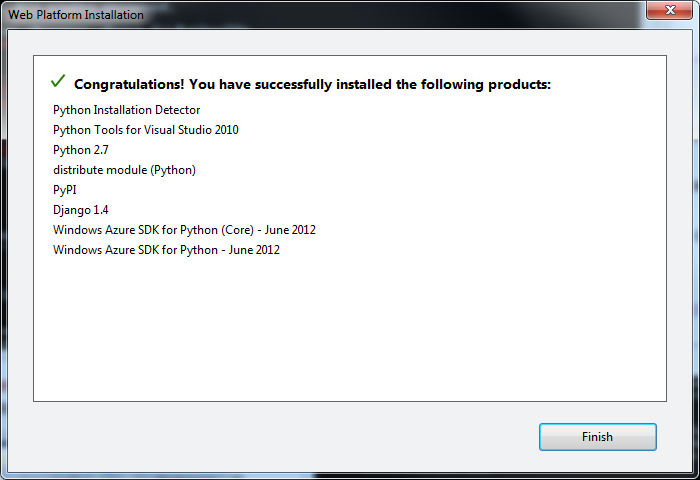 Web Platform Installation
Congratulations! You have successfully installed the following products:
Python Installation Detector
Python Tools for Visual Studio 2010
Python 2.7
distribute module (Python)
PyPI
Django 1.4
Windows Azure SDK for Python (Core) - June 2012
Windows Azure SDK for Python - June 2012
Finish